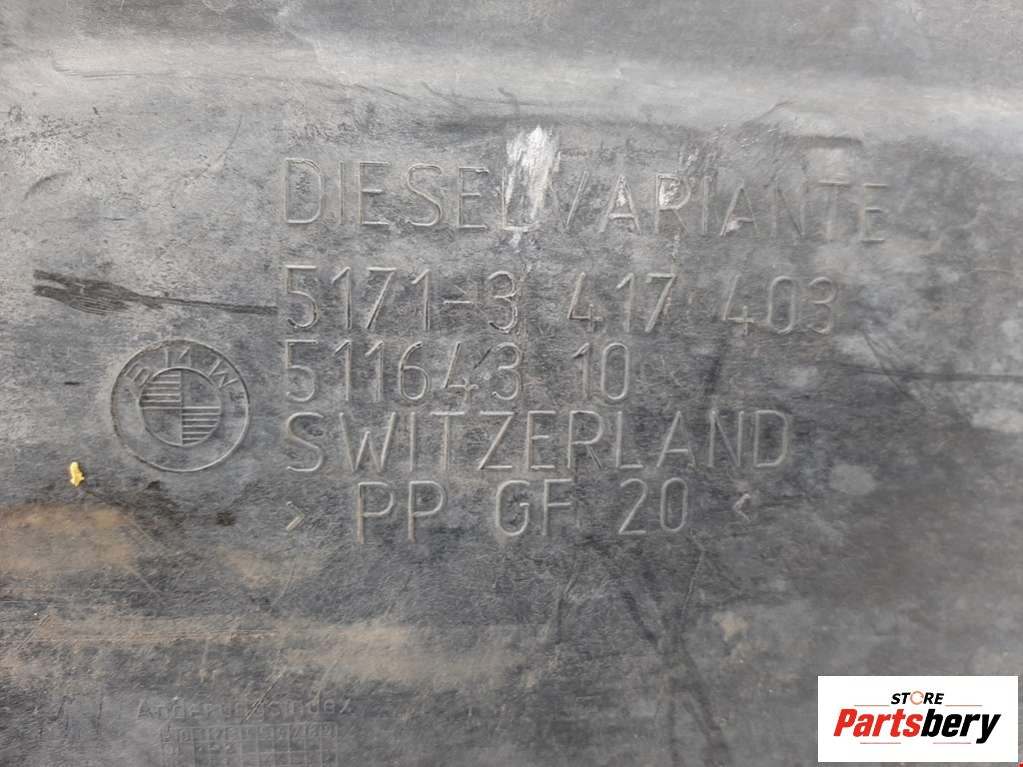 DIESELVARIANTE
5171-3 417 403
BMW
511643 10
SWITZERLAND
> PP GF 20 <
STORE
Partsbery